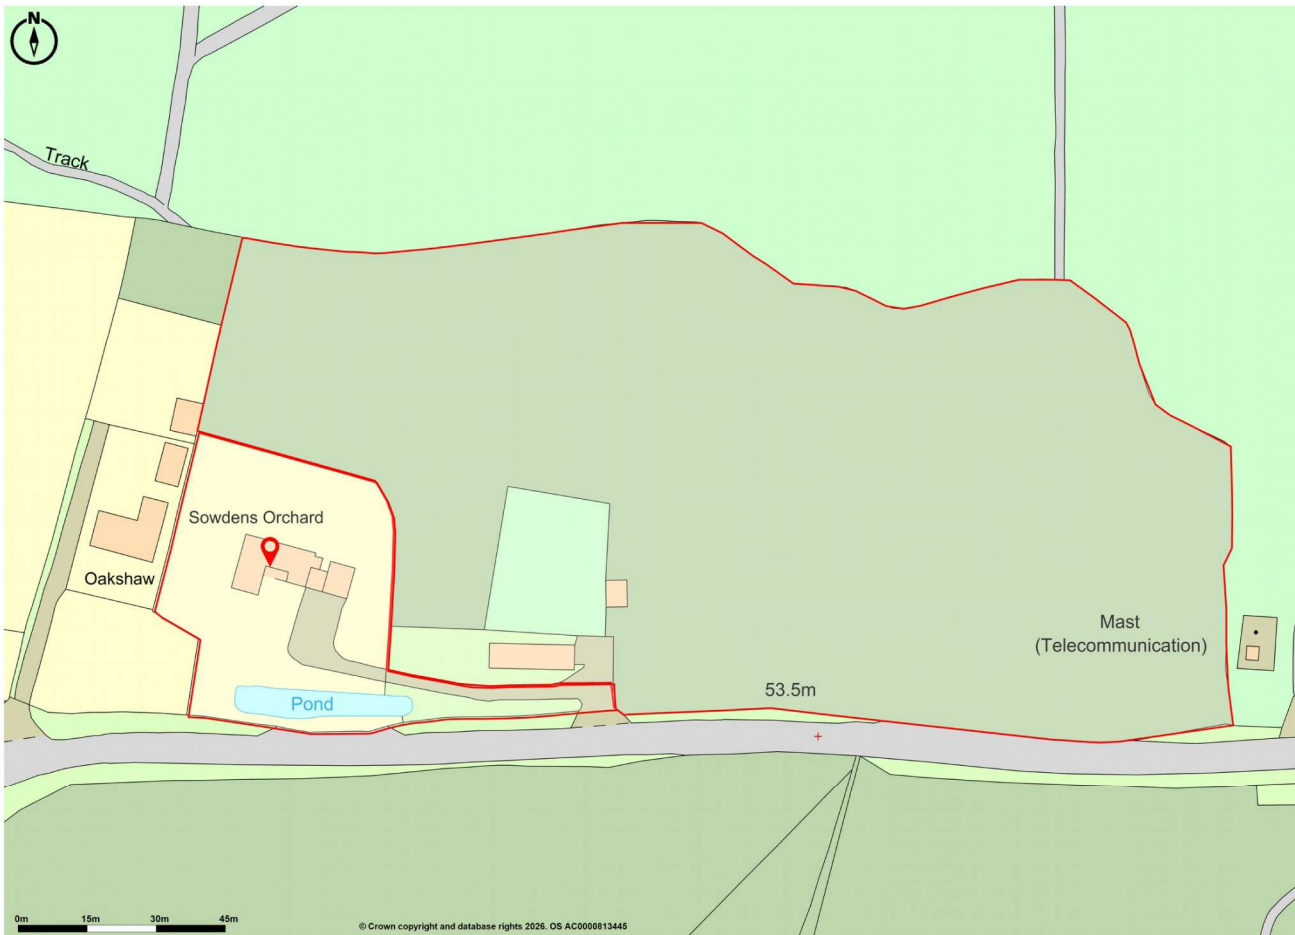 N
Track
Sowdens Orchard
Oakshaw
Mast
(Telecommunication)
53.5m
Pond
0m 15m 30m 45m
© Crown copyright and database rights 2026. OS AC0000813445